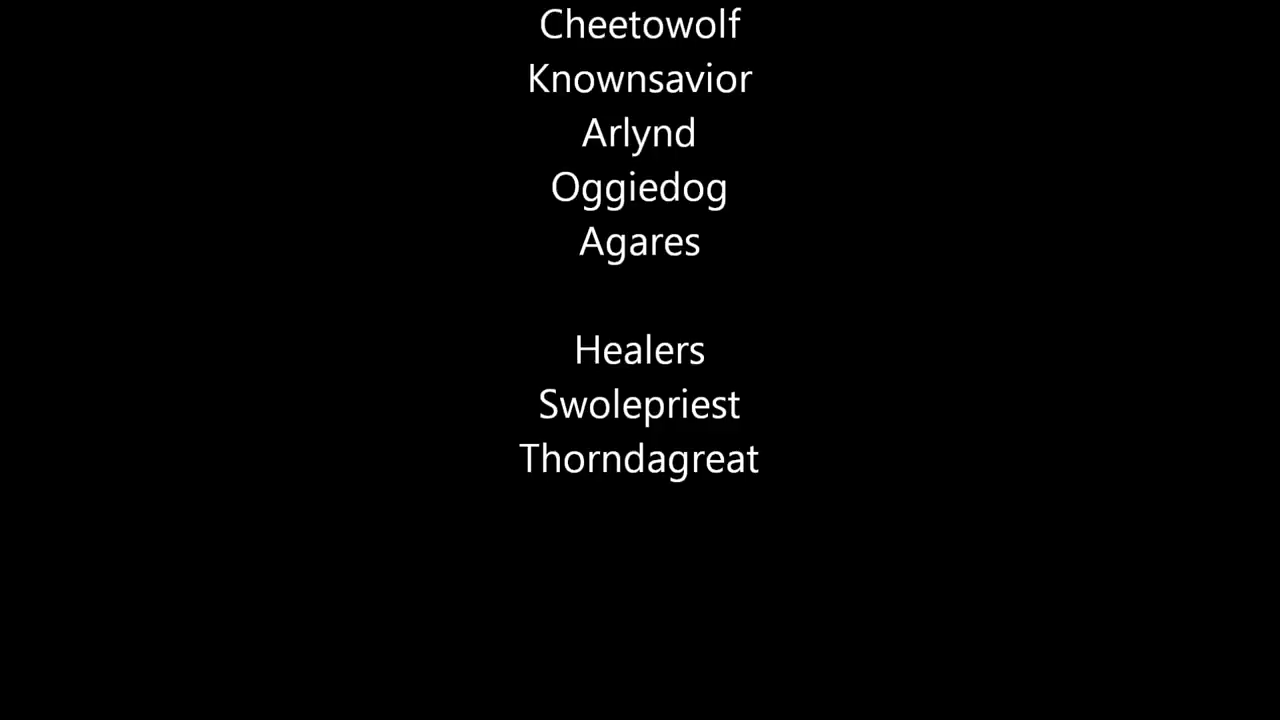 Cheetowolf
Knownsavior
Arlynd
Oggiedog
Agares
Healers
Swolepriest
Thorndagreat